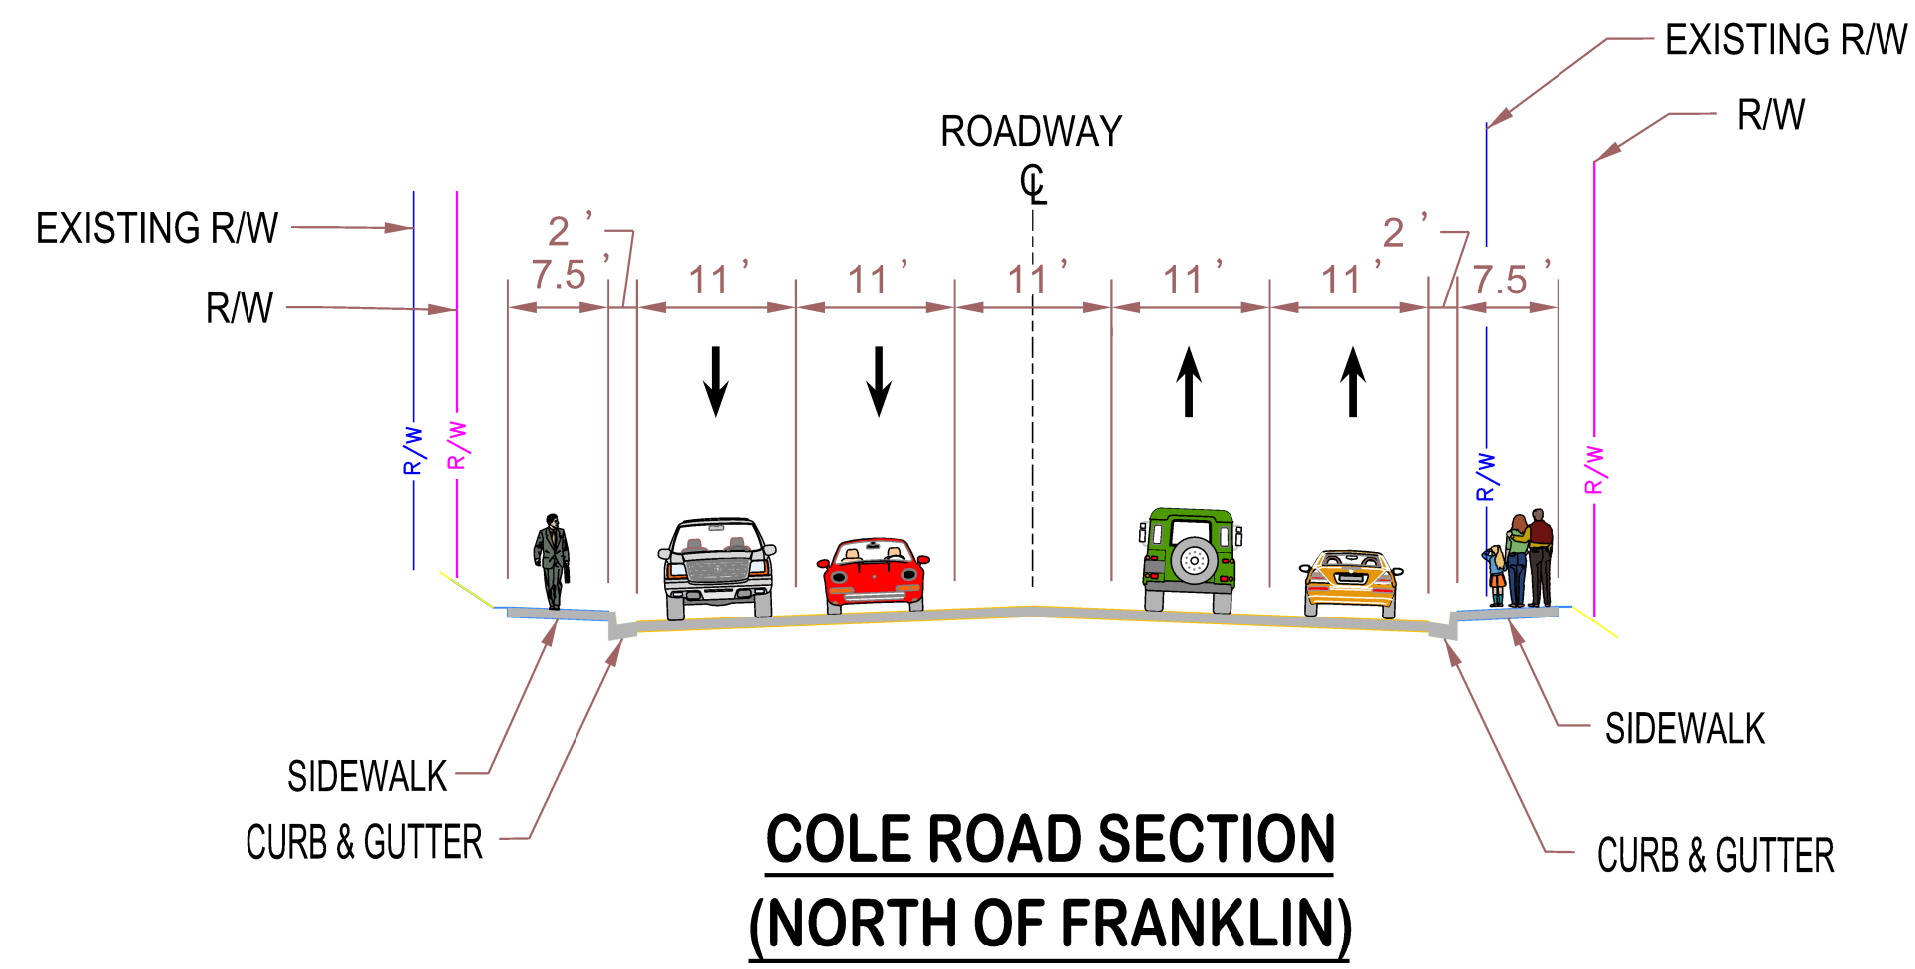 EXISTING R/W
R/W
ROADWAY
CL
EXISTING R/W
R/W
2'
7.5'
11'
11'
11'
11'
11'
2'
7.5'
R/W
R/W
R/W
R/W
SIDEWALK
CURB & GUTTER
SIDEWALK
CURB & GUTTER
COLE ROAD SECTION
(NORTH OF FRANKLIN)